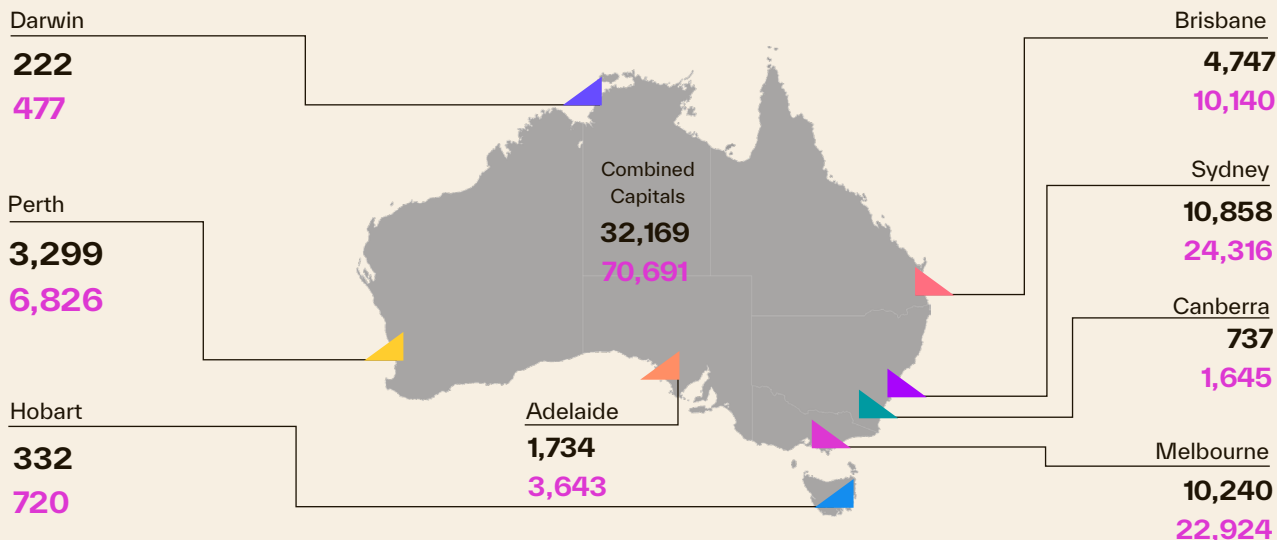 Darwin
222
477
Perth
3,299
6,826
Hobart
332
720
Combined
Capitals
32,169
70,691
Adelaide
1,734
3,643
Brisbane
4,747
10,140
Sydney
10,858
24,316
Canberra
737
1,645
Melbourne
10,240
22,924